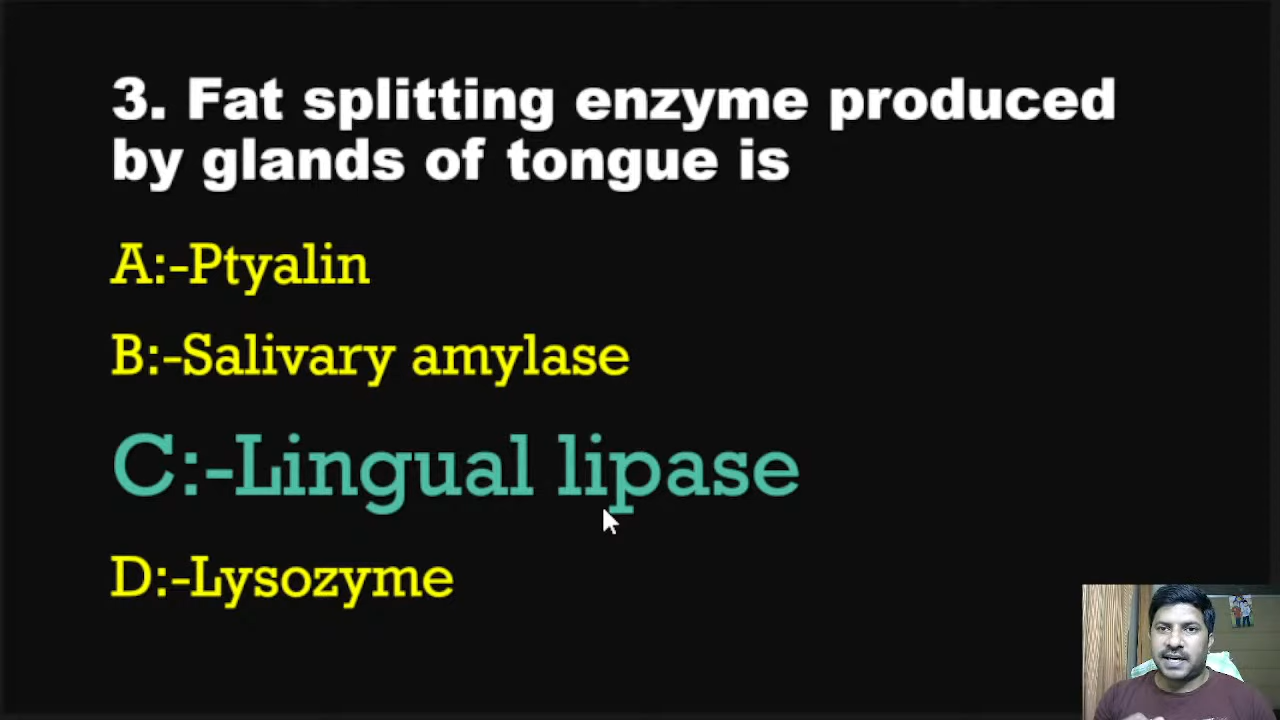 3. Fat splitting enzyme produced
by glands of tongue is
A:-Ptyalin
B:-Salivary amylase
C:-Lingual lipase
D:-Lysozyme